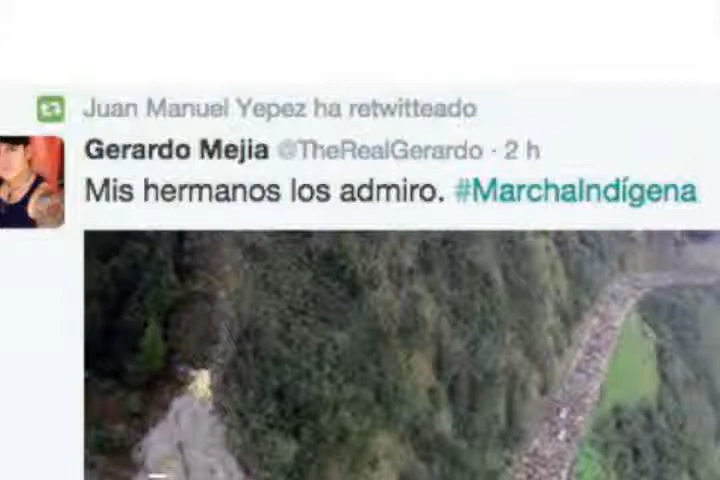 Juan Manuel Yepez ha retwitteado
Gerardo Mejia @TheRealGerardo · 2 h
Mis hermanos los admiro. #MarchaIndígena